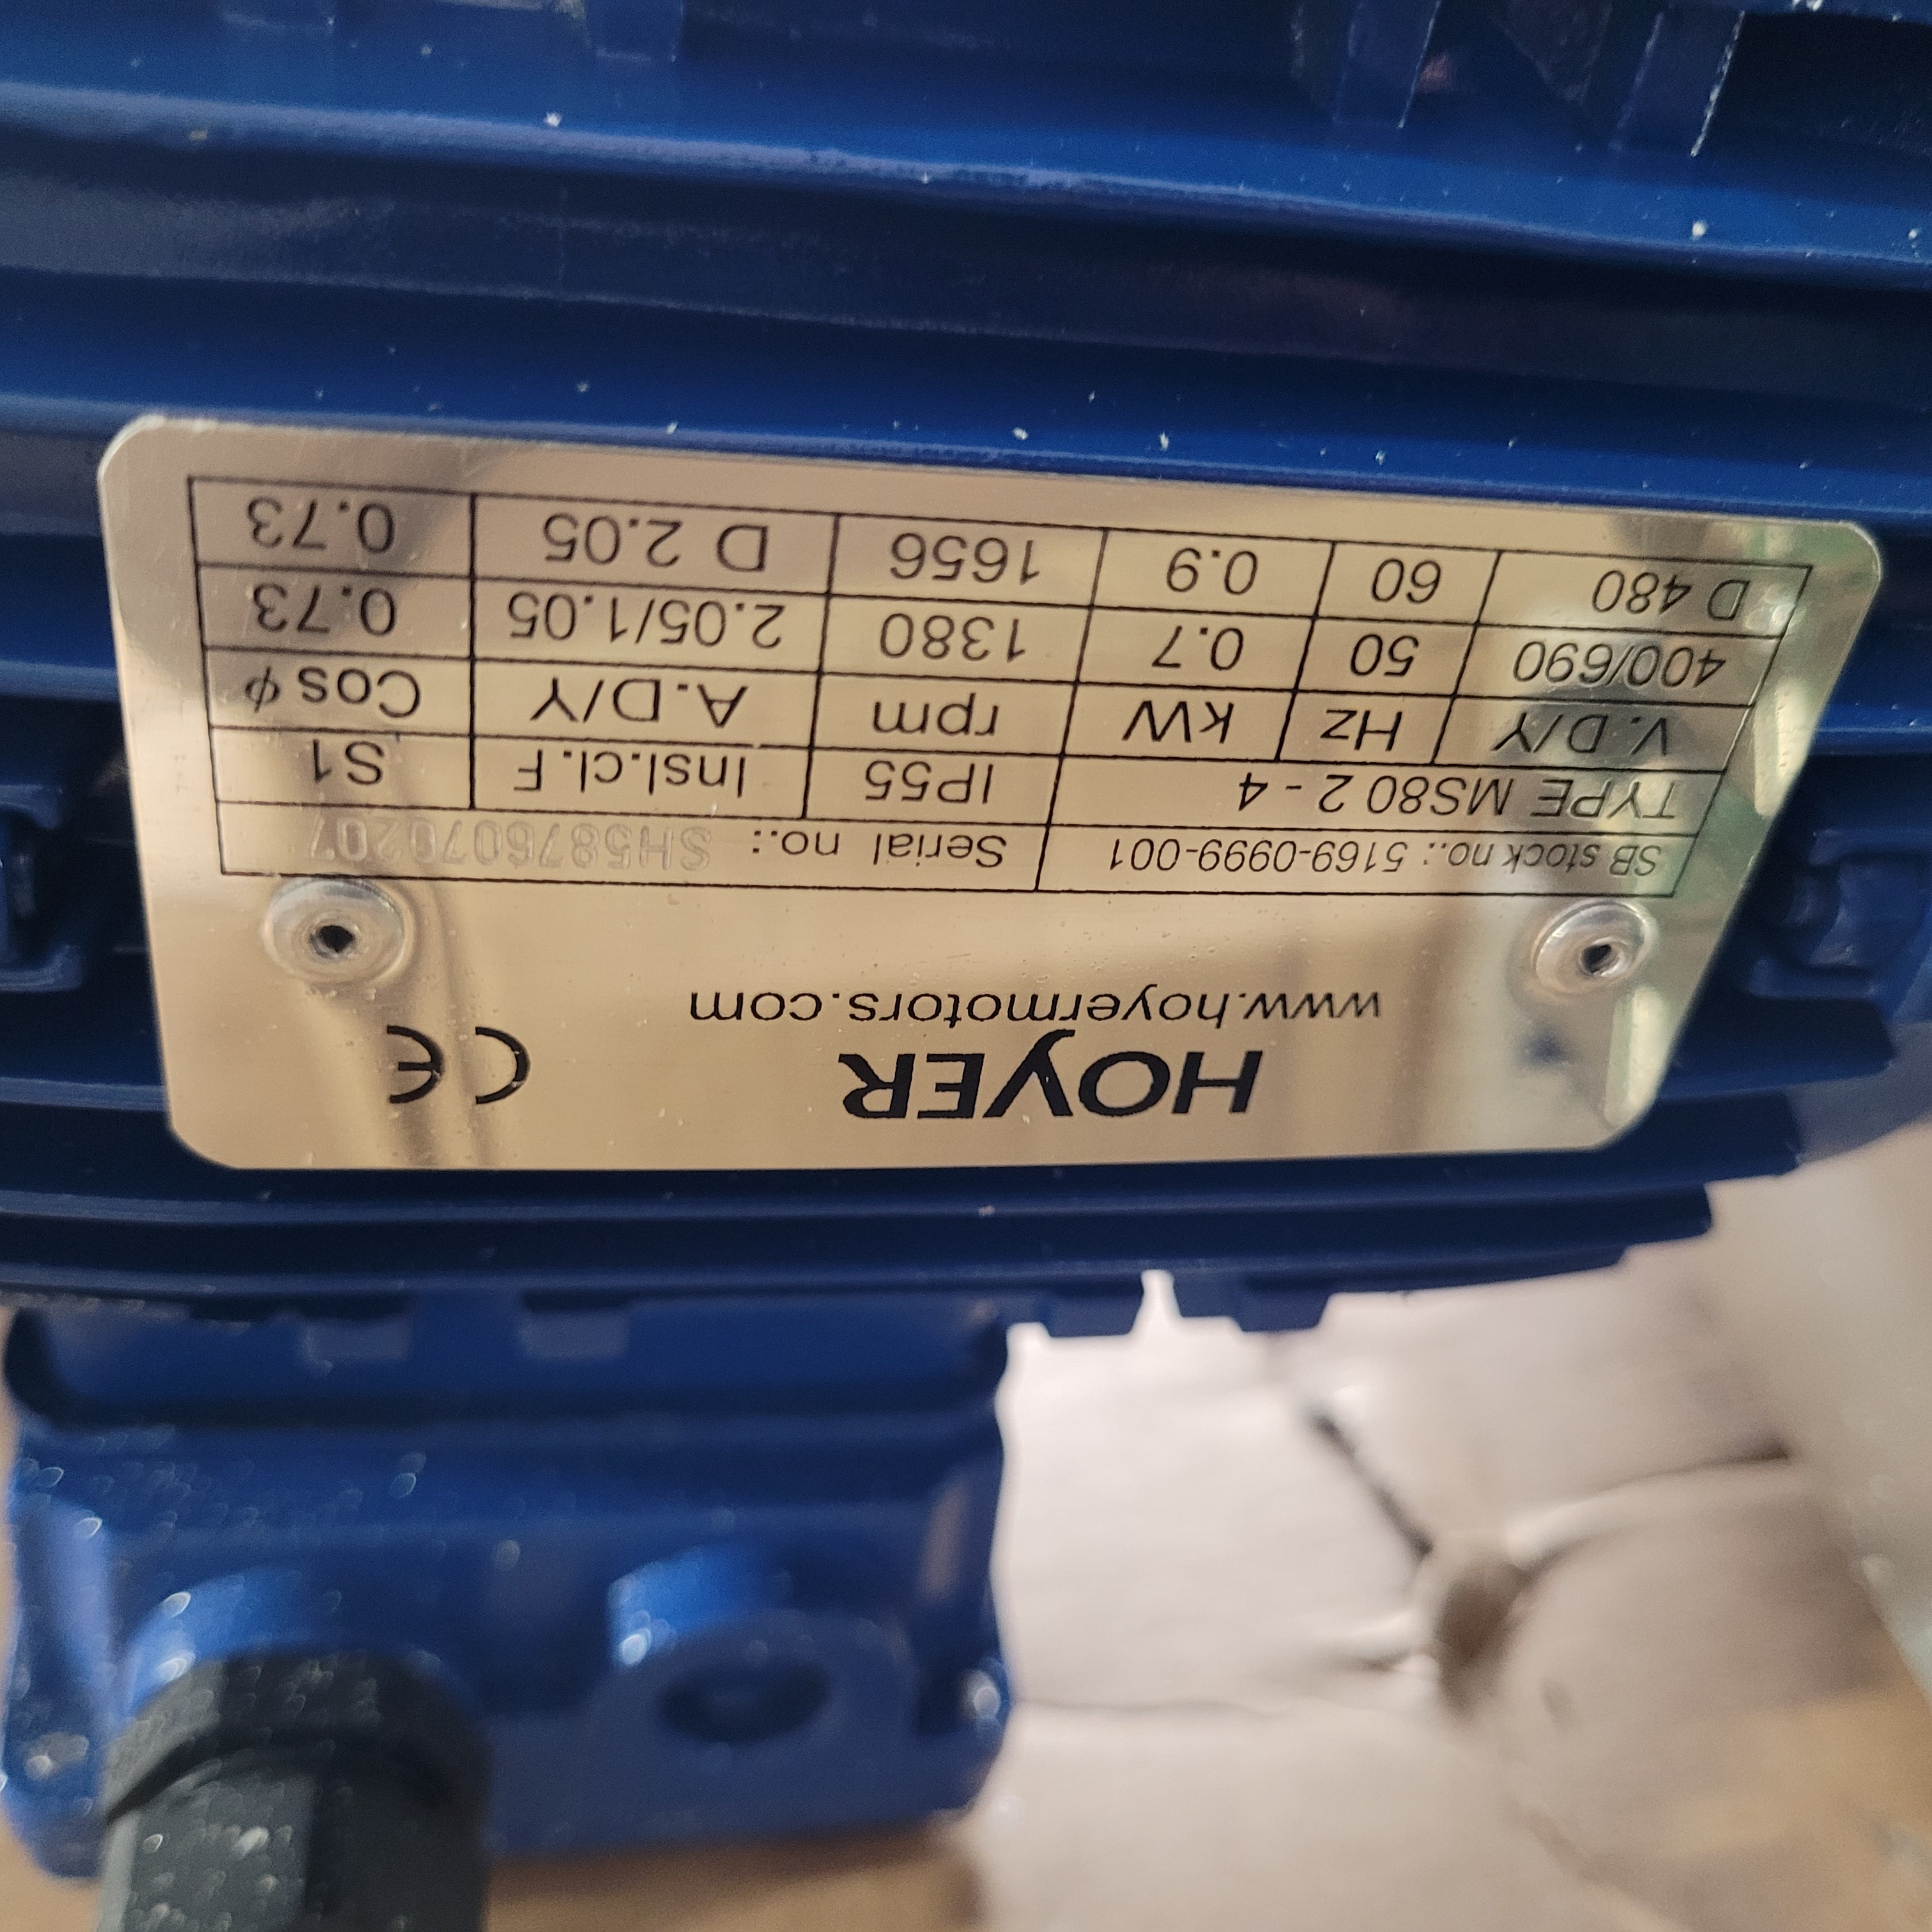 HOYER CE
www.hoyermotors.com
SB stock no.: 5169-0999-001 Serial no.: SH5876070207
TYPE MS80 2 - 4 IP55 Insl.cl.F S1
V. D/Y Hz kW rpm A. D/Y Cos φ
400/690 50 0.7 1380 2.05/1.05 0.73
D 480 60 0.9 1656 D 2.05 0.73